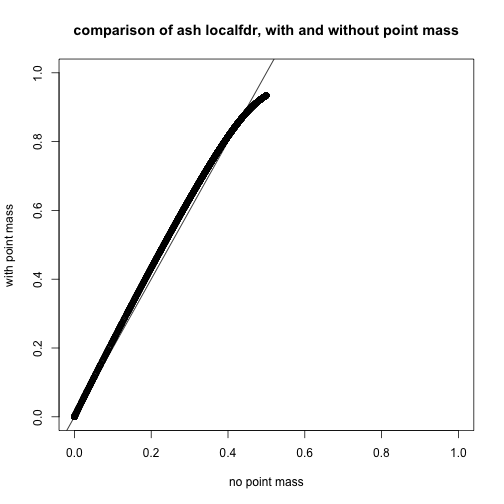 comparison of ash localfdr, with and without point mass
1.0
0.8
0.6
0.4
0.2
0.0
with point mass
0.0 0.2 0.4 0.6 0.8 1.0
no point mass